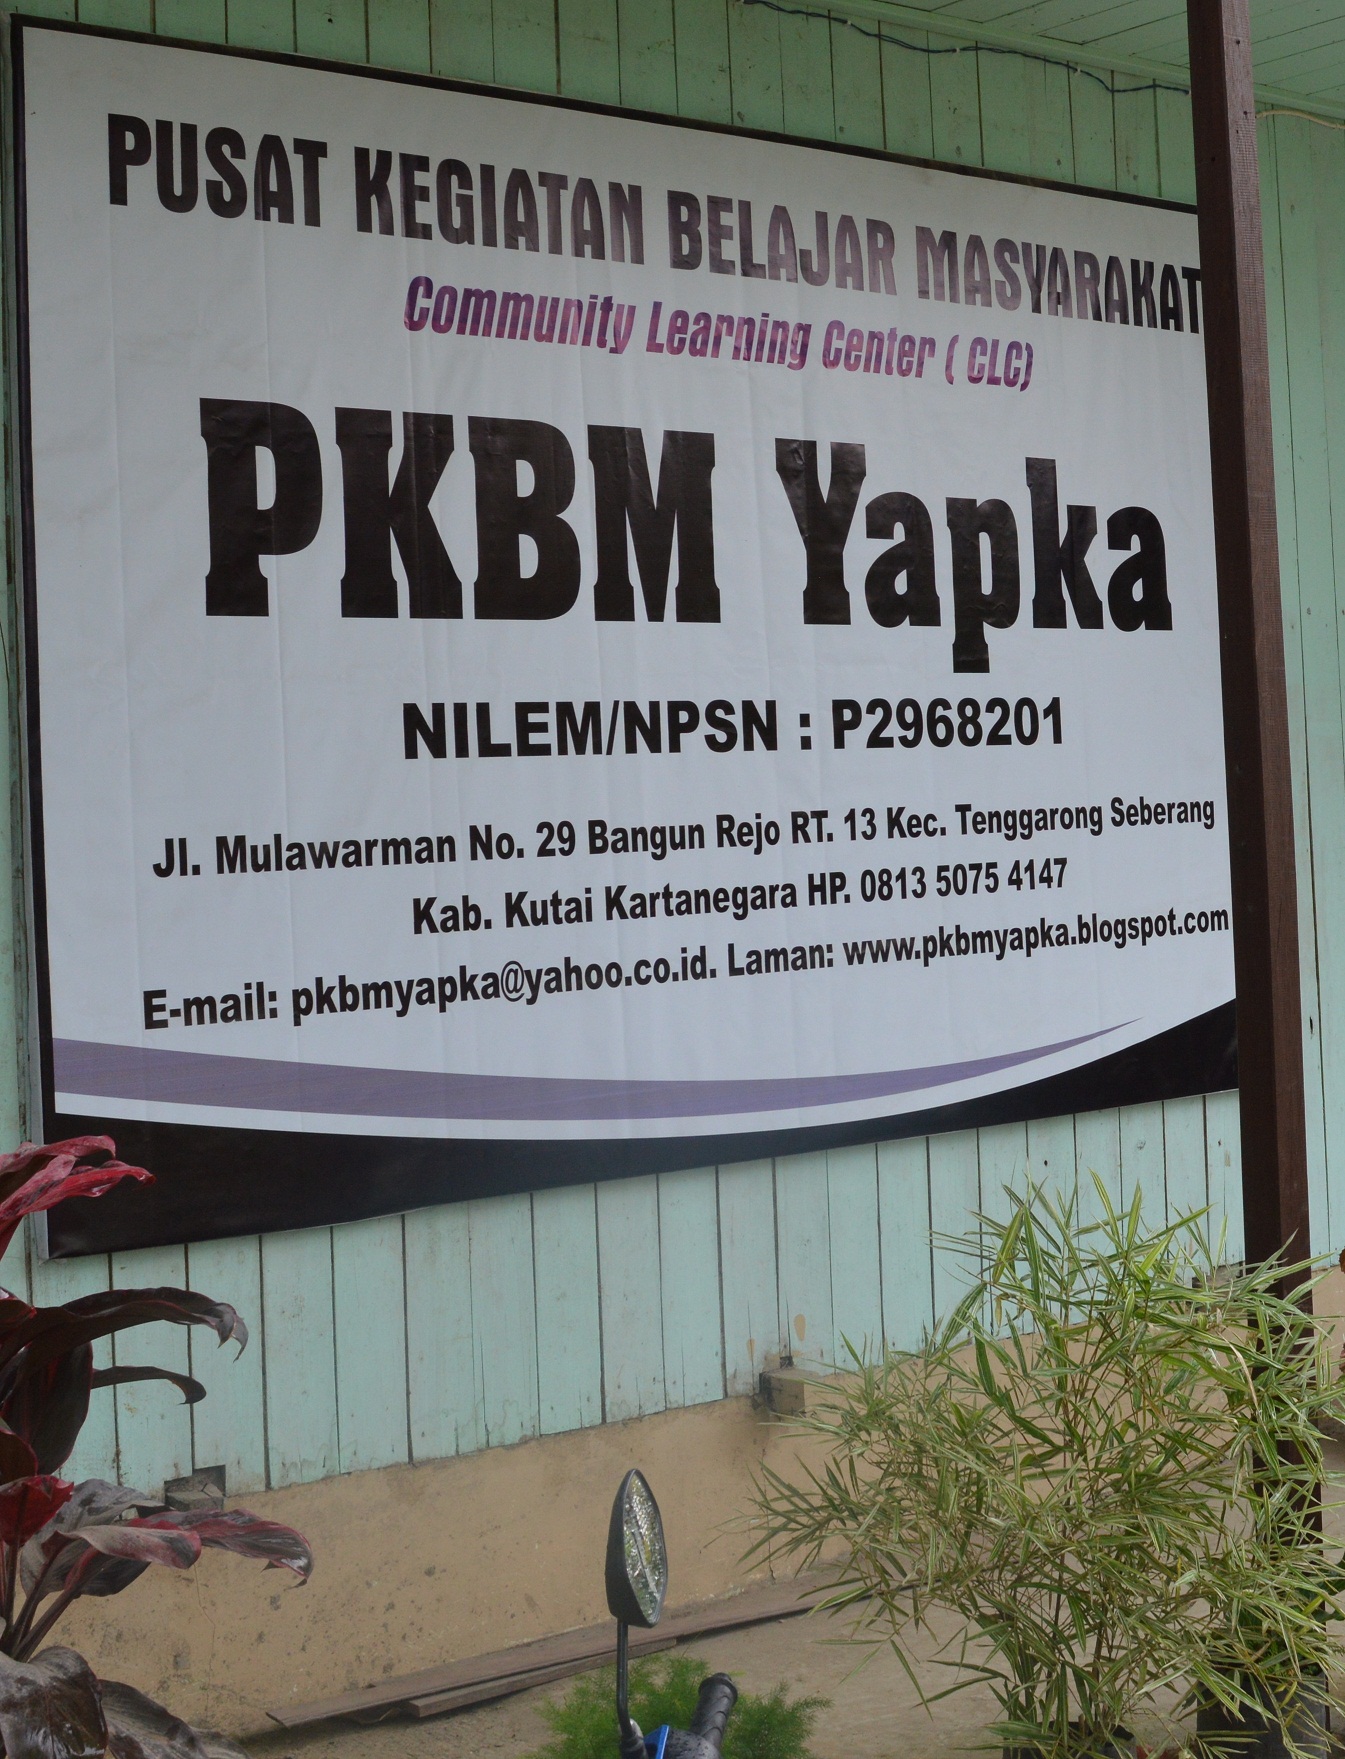 PUSAT KEGIATAN BELAJAR MASYARAKAT
Community Learning Center ( CLC)
PKBM Yapka
NILEM/NPSN : P2968201
Jl. Mulawarman No. 29 Bangun Rejo RT. 13 Kec. Tenggarong Seberang
Kab. Kutai Kartanegara HP. 0813 5075 4147
E-mail: pkbmyapka@yahoo.co.id. Laman: www.pkbmyapka.blogspot.com